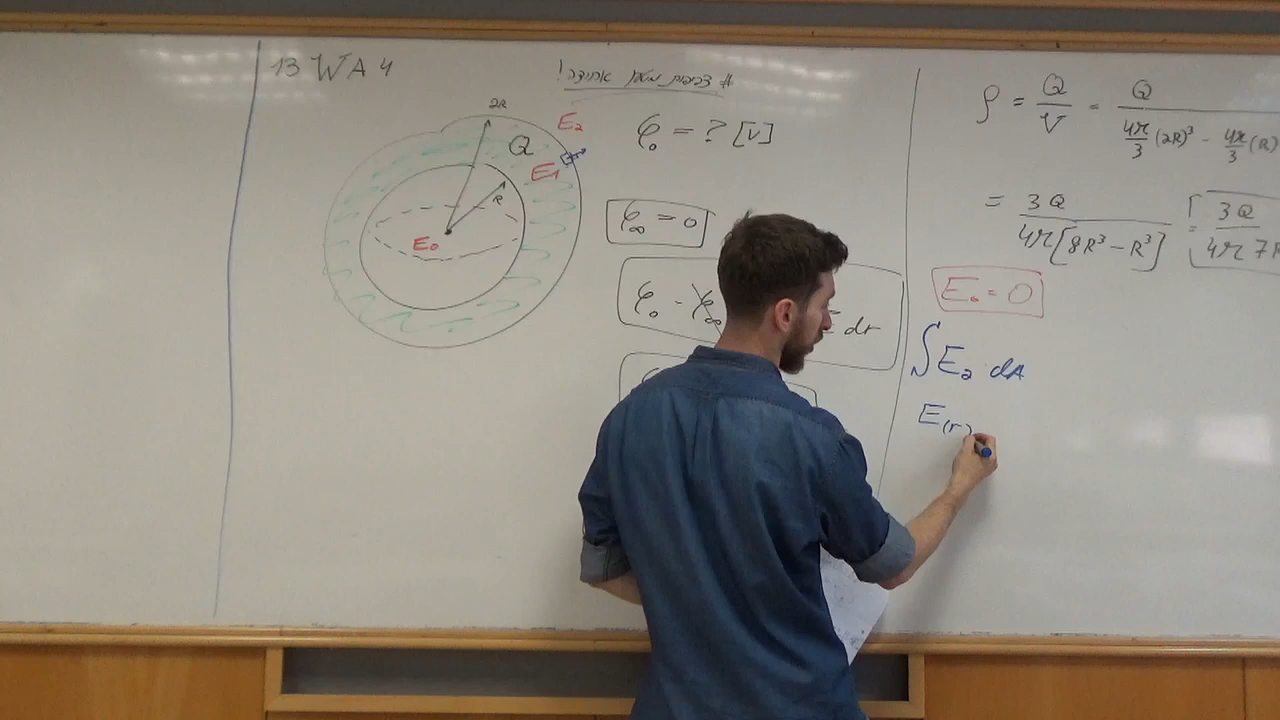 13 WA 4
2R
Q
E₂
E₁
R
E₀
φ₀ = ? [V]
φ∞ = 0
φ₀ - φ∞
dr
ρ = Q/V = Q / (4π/3 (2R)³ - 4π/3 (R)
= 3Q / 4π[8R³ - R³] = 3Q / 4π 7R
E₀ = 0
∫ E₂ · dA
E(r)